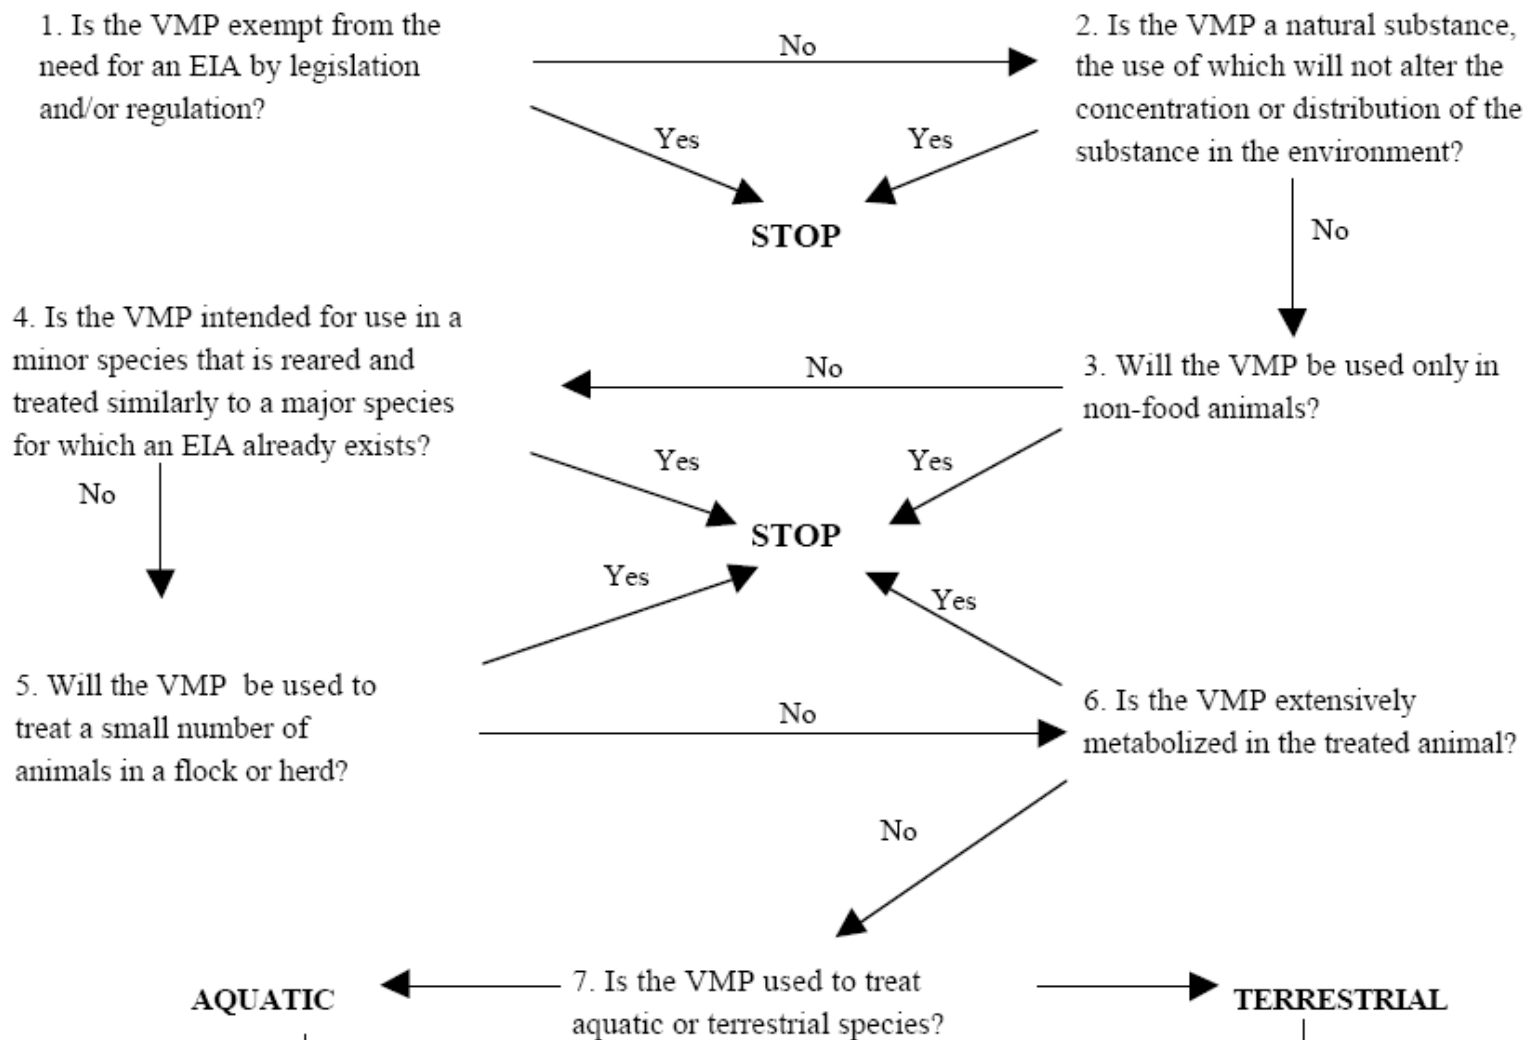 1. Is the VMP exempt from the
need for an EIA by legislation
and/or regulation?
No
2. Is the VMP a natural substance,
the use of which will not alter the
concentration or distribution of the
substance in the environment?
Yes
Yes
STOP
No
3. Will the VMP be used only in
non-food animals?
No
4. Is the VMP intended for use in a
minor species that is reared and
treated similarly to a major species
for which an EIA already exists?
Yes
Yes
No
STOP
Yes
Yes
5. Will the VMP be used to
treat a small number of
animals in a flock or herd?
No
6. Is the VMP extensively
metabolized in the treated animal?
No
7. Is the VMP used to treat
aquatic or terrestrial species?
AQUATIC
TERRESTRIAL